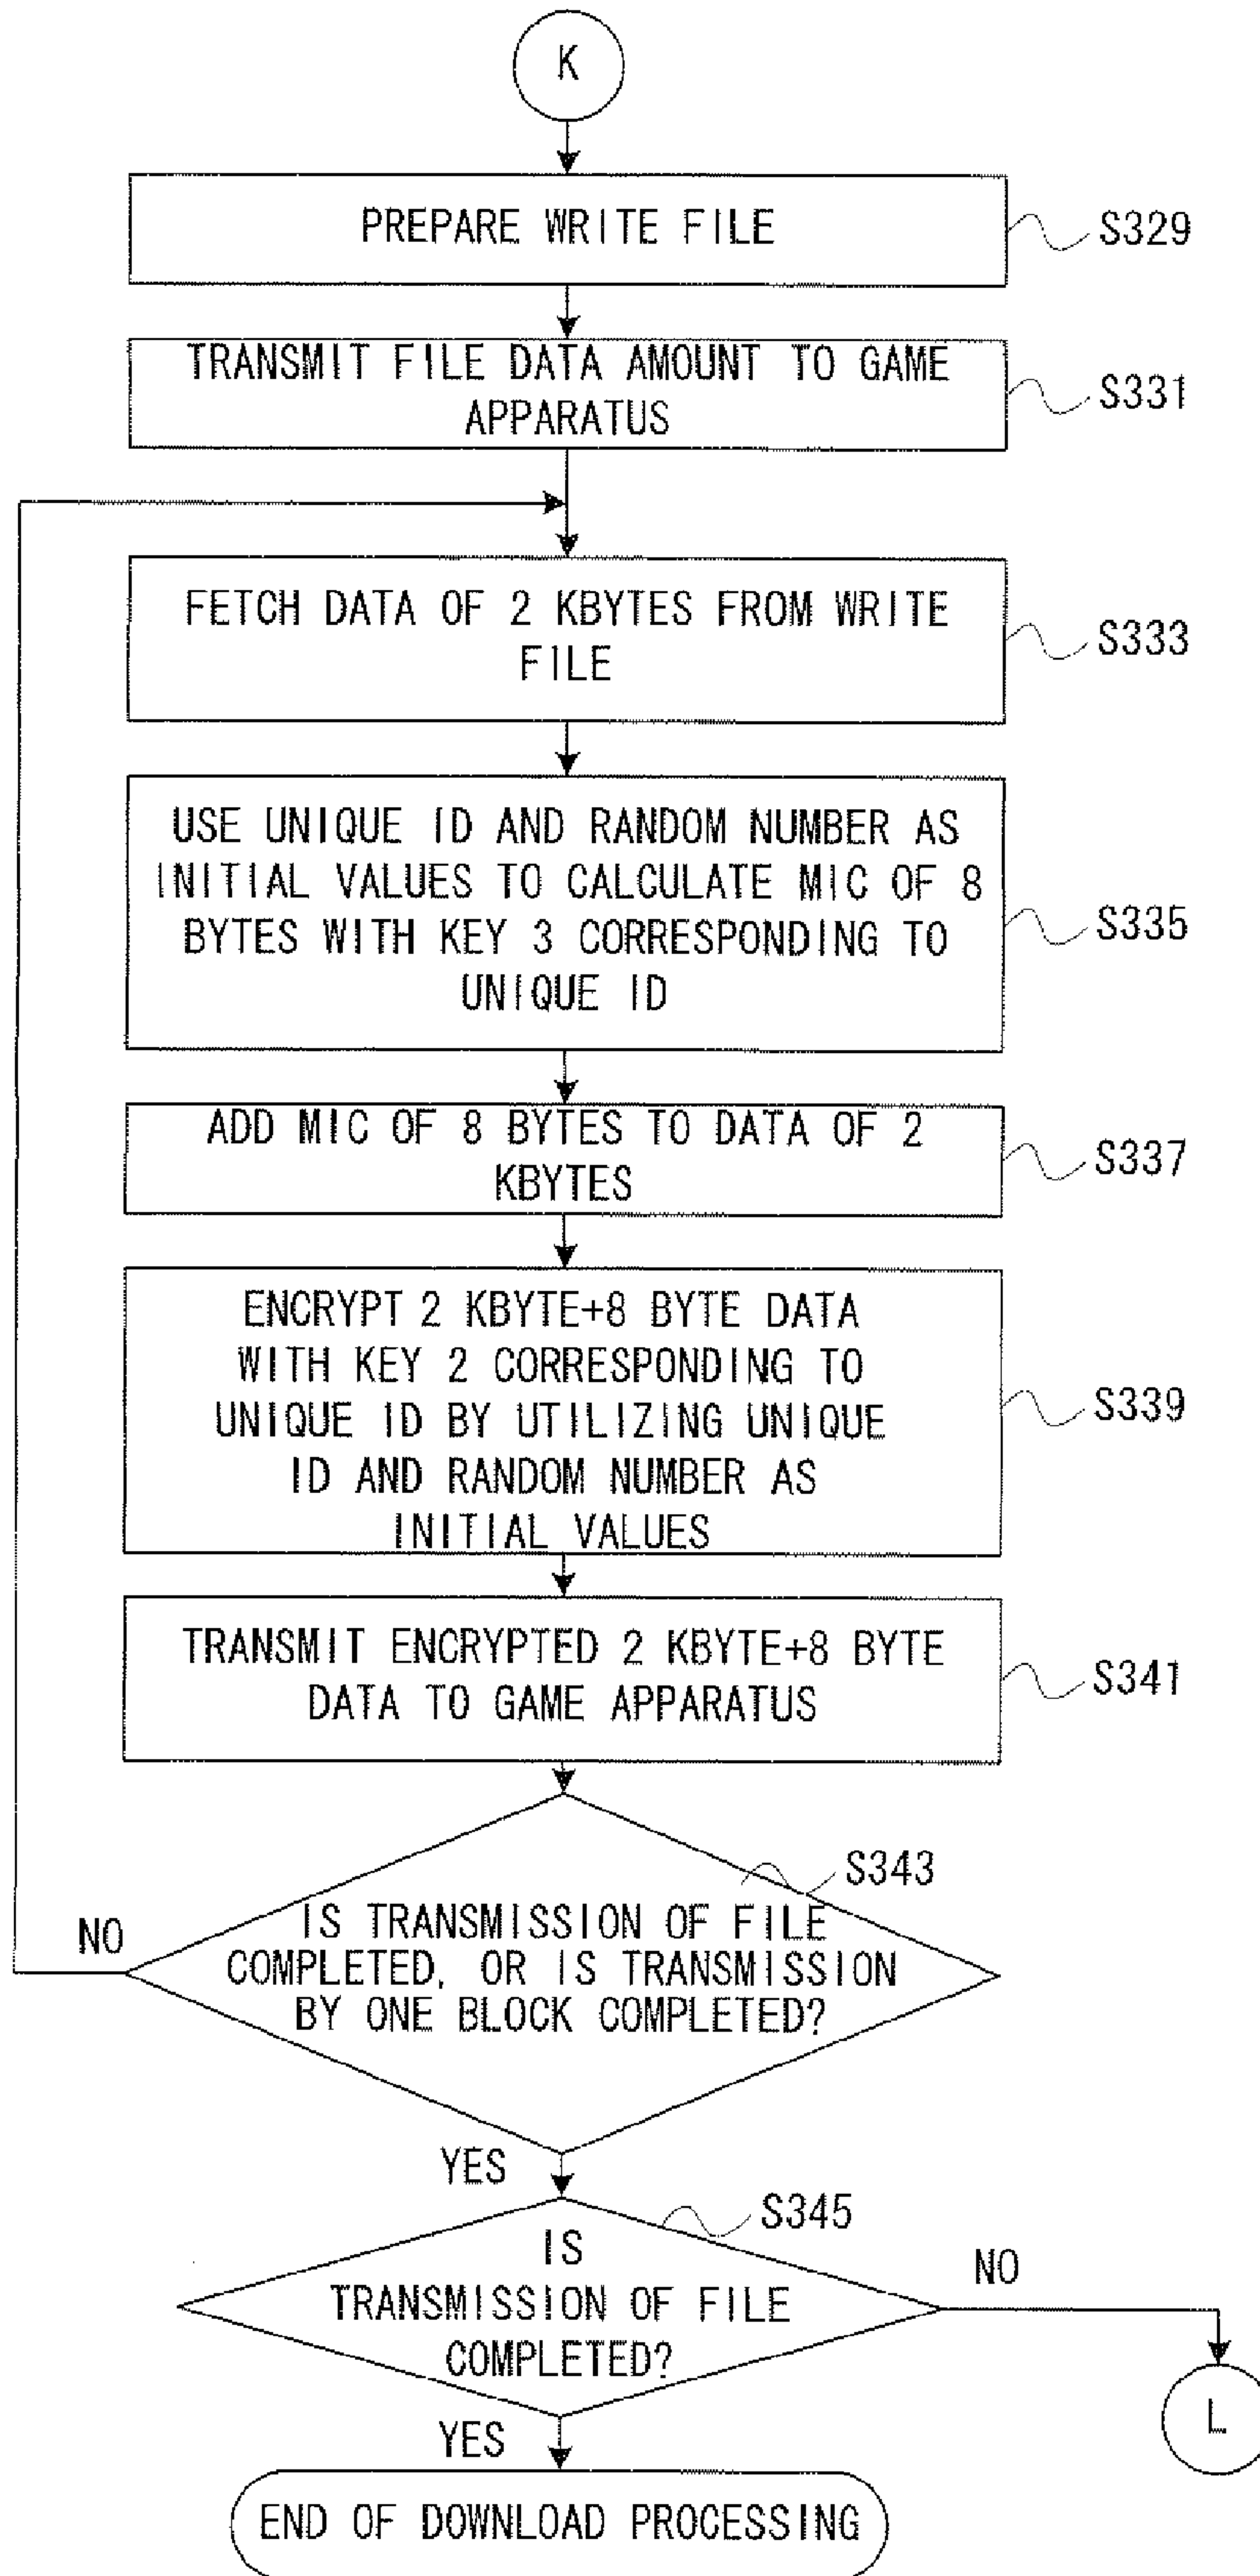 K
PREPARE WRITE FILE
S329
TRANSMIT FILE DATA AMOUNT TO GAME
APPARATUS
S331
FETCH DATA OF 2 KBYTES FROM WRITE
FILE
S333
USE UNIQUE ID AND RANDOM NUMBER AS
INITIAL VALUES TO CALCULATE MIC OF 8
BYTES WITH KEY 3 CORRESPONDING TO
UNIQUE ID
S335
ADD MIC OF 8 BYTES TO DATA OF 2
KBYTES
S337
ENCRYPT 2 KBYTE+8 BYTE DATA
WITH KEY 2 CORRESPONDING TO
UNIQUE ID BY UTILIZING UNIQUE
ID AND RANDOM NUMBER AS
INITIAL VALUES
S339
TRANSMIT ENCRYPTED 2 KBYTE+8 BYTE
DATA TO GAME APPARATUS
S341
S343
IS TRANSMISSION OF FILE
COMPLETED, OR IS TRANSMISSION
BY ONE BLOCK COMPLETED?
NO
YES
S345
IS
TRANSMISSION OF FILE
COMPLETED?
NO
L
YES
END OF DOWNLOAD PROCESSING